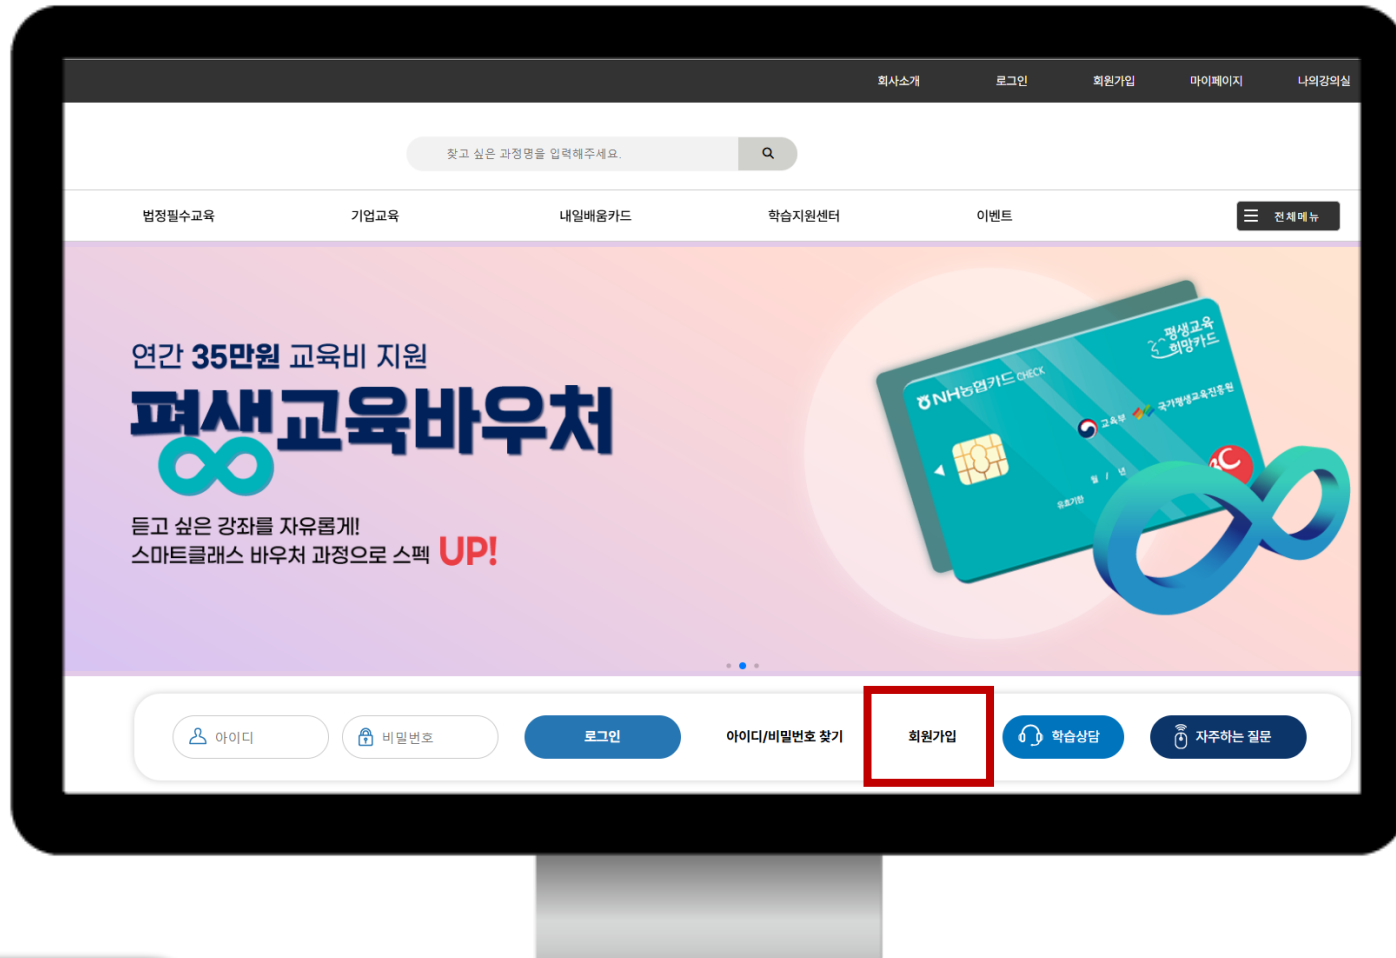 회사소개 로그인 회원가입 마이페이지 나의강의실
찾고 싶은 과정명을 입력해주세요.
법정필수교육 기업교육 내일배움카드 학습지원센터 이벤트 전체메뉴
연간 35만원 교육비 지원
평생교육바우처
듣고 싶은 강좌를 자유롭게!
스마트클래스 바우처 과정으로 스펙 UP!
평생교육
희망카드
NH농협카드 CHECK
교육부 국가평생교육진흥원
월 / 년
유효기한
아이디 비밀번호 로그인 아이디/비밀번호 찾기 회원가입 학습상담 자주하는 질문